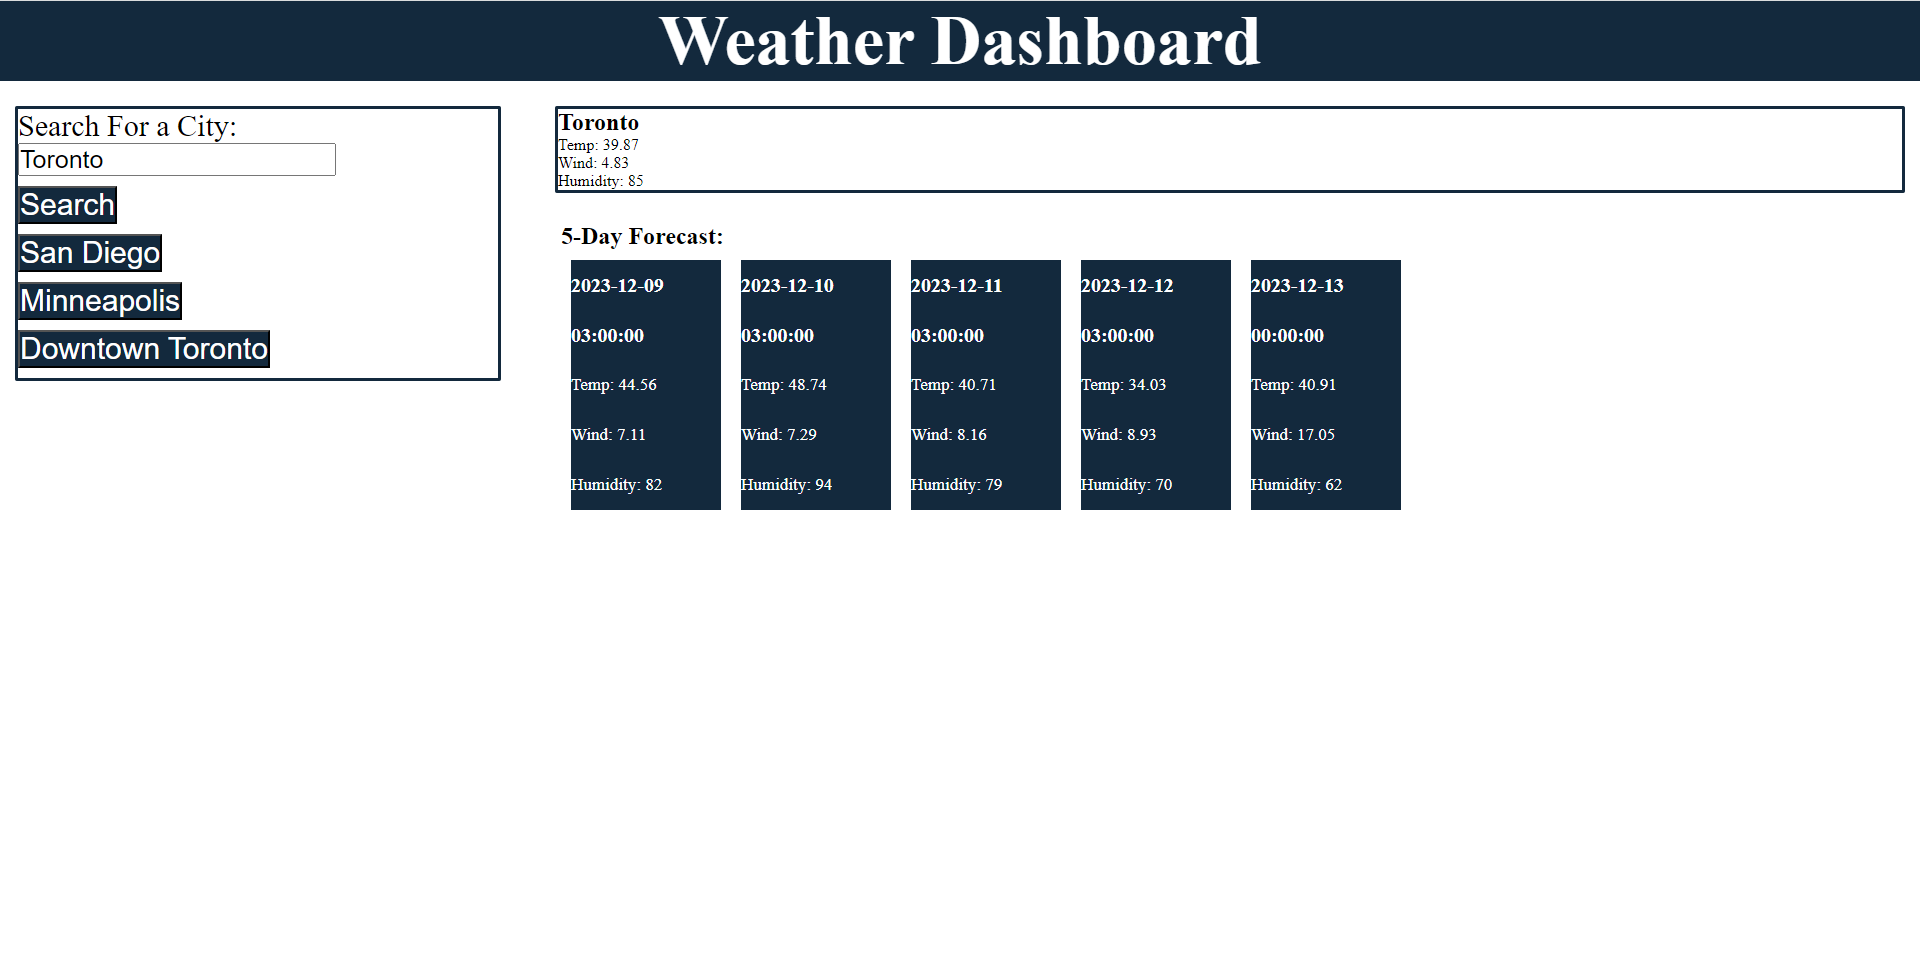 Weather Dashboard
Search For a City:
Toronto
Search
San Diego
Minneapolis
Downtown Toronto
Toronto
Temp: 39.87
Wind: 4.83
Humidity: 85
5-Day Forecast:
2023-12-09
03:00:00
Temp: 44.56
Wind: 7.11
Humidity: 82
2023-12-10
03:00:00
Temp: 48.74
Wind: 7.29
Humidity: 94
2023-12-11
03:00:00
Temp: 40.71
Wind: 8.16
Humidity: 79
2023-12-12
03:00:00
Temp: 34.03
Wind: 8.93
Humidity: 70
2023-12-13
00:00:00
Temp: 40.91
Wind: 17.05
Humidity: 62